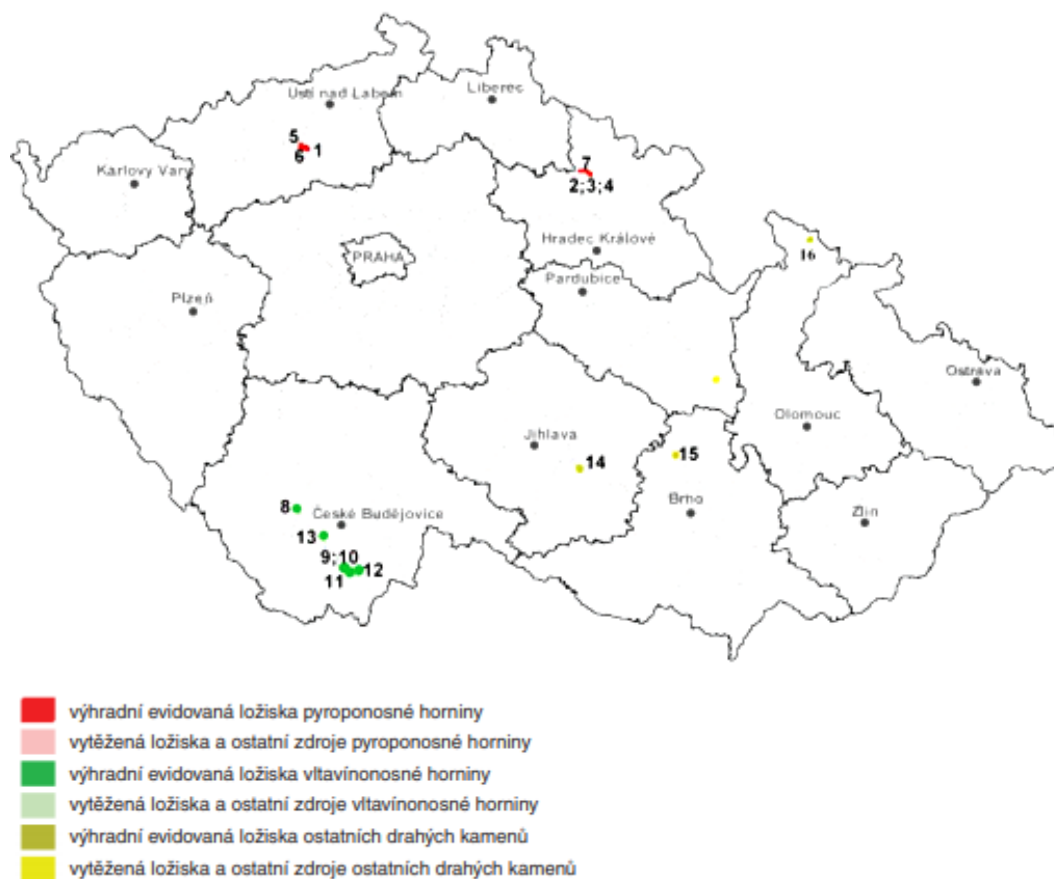 Ústí nad Labem
Liberec
5
1
6
7
Karlovy Vary
2;3;4
Hradec Králové
16
PRAHA
Pardubice
Plzeň
Ostrava
Olomouc
Jihlava
15
14
8
Brno
České Budějovice
Zlín
13
9;10
12
11
výhradní evidovaná ložiska pyroponosné horniny
vytěžená ložiska a ostatní zdroje pyroponosné horniny
výhradní evidovaná ložiska vltavínonosné horniny
vytěžená ložiska a ostatní zdroje vltavínonosné horniny
výhradní evidovaná ložiska ostatních drahých kamenů
vytěžená ložiska a ostatní zdroje ostatních drahých kamenů